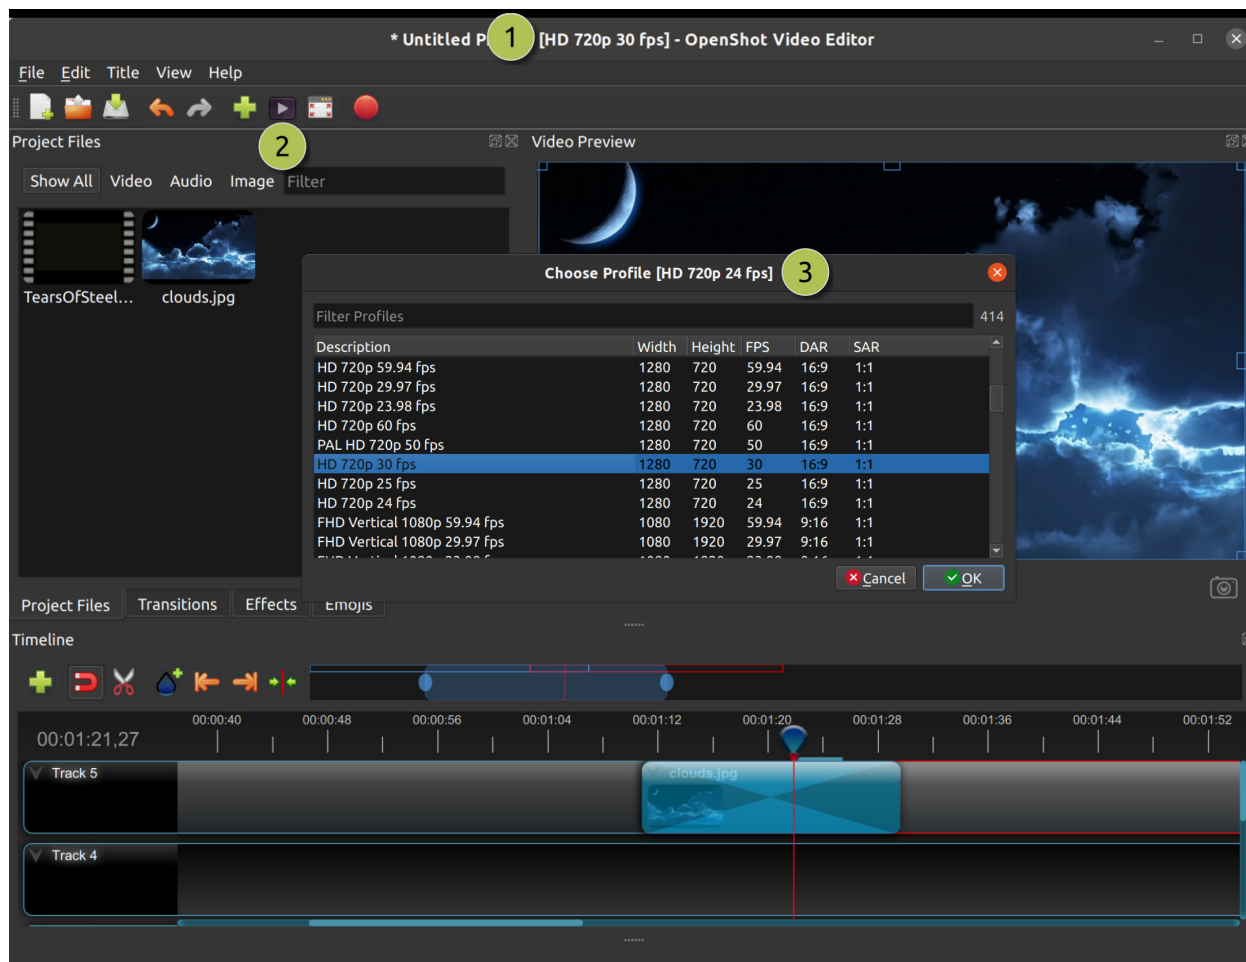 * Untitled P 1 [HD 720p 30 fps] - OpenShot Video Editor
File Edit Title View Help
Project Files
2
Video Preview
Show All Video Audio Image Filter
TearsOfSteel... clouds.jpg
Choose Profile [HD 720p 24 fps] 3
Filter Profiles 414
Description Width Height FPS DAR SAR
HD 720p 59.94 fps 1280 720 59.94 16:9 1:1
HD 720p 29.97 fps 1280 720 29.97 16:9 1:1
HD 720p 23.98 fps 1280 720 23.98 16:9 1:1
HD 720p 60 fps 1280 720 60 16:9 1:1
PAL HD 720p 50 fps 1280 720 50 16:9 1:1
HD 720p 30 fps 1280 720 30 16:9 1:1
HD 720p 25 fps 1280 720 25 16:9 1:1
HD 720p 24 fps 1280 720 24 16:9 1:1
FHD Vertical 1080p 59.94 fps 1080 1920 59.94 9:16 1:1
FHD Vertical 1080p 29.97 fps 1080 1920 29.97 9:16 1:1
Cancel OK
Project Files Transitions Effects Emojis
Timeline
00:00:40 00:00:48 00:00:56 00:01:04 00:01:12 00:01:20 00:01:28 00:01:36 00:01:44 00:01:52
00:01:21,27
Track 5
clouds.jpg
Track 4